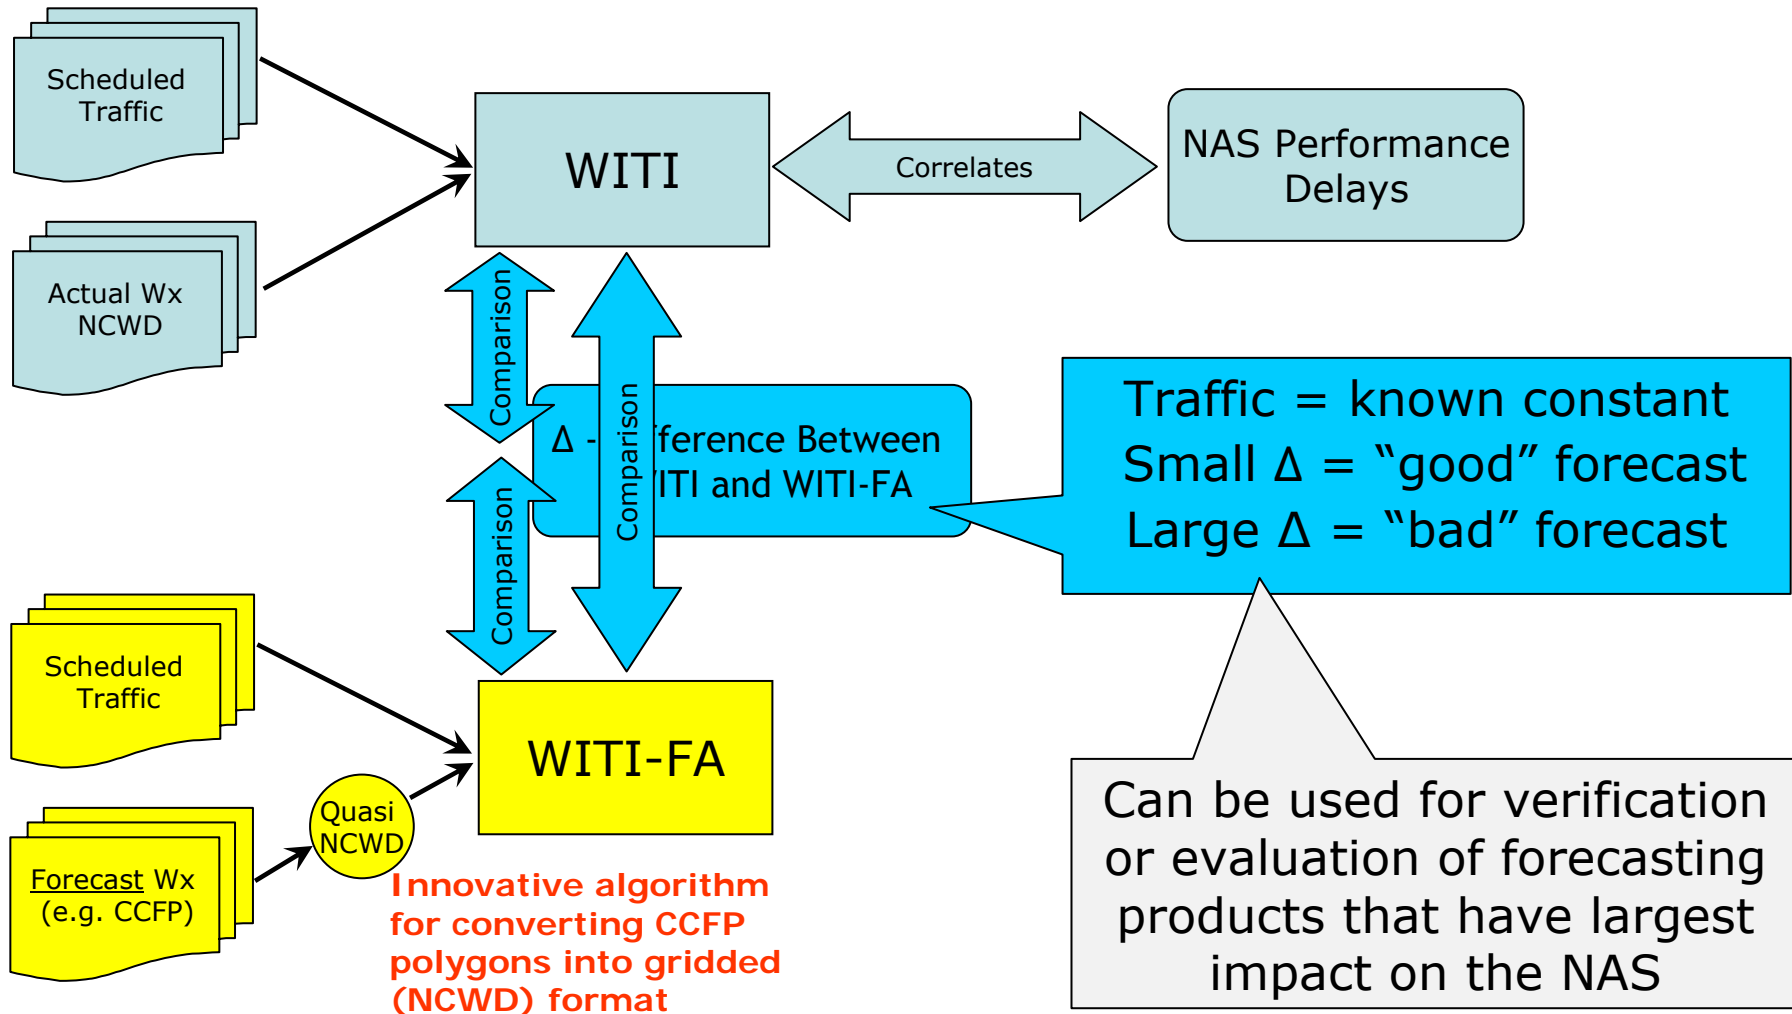 Scheduled
Traffic
WITI
Correlates
NAS Performance
Delays
Actual Wx
NCWD
Comparison
Comparison
Comparison
Δ - fference Between
ITI and WITI-FA
Traffic = known constant
Small Δ = “good” forecast
Large Δ = “bad” forecast
Scheduled
Traffic
WITI-FA
Quasi
NCWD
Forecast Wx
(e.g. CCFP)
Innovative algorithm
for converting CCFP
polygons into gridded
(NCWD) format
Can be used for verification
or evaluation of forecasting
products that have largest
impact on the NAS